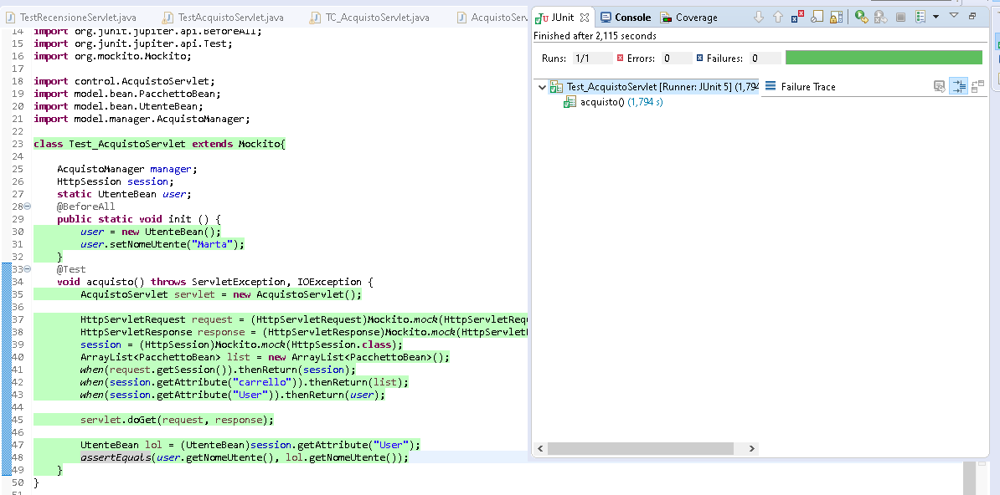 TestRecensioneServlet.java
TestAcquistoServlet.java
TC_AcquistoServlet.java
AcquistoServ
14 import org.junit.jupiter.api.BeforeAll;
15 import org.junit.jupiter.api.Test;
16 import org.mockito.Mockito;
17
18 import control.AcquistoServlet;
19 import model.bean.PacchettoBean;
20 import model.bean.UtenteBean;
21 import model.manager.AcquistoManager;
22
23 class Test_AcquistoServlet extends Mockito{
24
25 AcquistoManager manager;
26 HttpSession session;
27 static UtenteBean user;
28 @BeforeAll
29 public static void init () {
30 user = new UtenteBean();
31 user.setNomeUtente("Marta");
32 }
33 @Test
34 void acquisto() throws ServletException, IOException {
35 AcquistoServlet servlet = new AcquistoServlet();
36
37 HttpServletRequest request = (HttpServletRequest)Mockito.mock(HttpServletRequ
38 HttpServletResponse response = (HttpServletResponse)Mockito.mock(HttpServletR
39 session = (HttpSession)Mockito.mock(HttpSession.class);
40 ArrayList<PacchettoBean> list = new ArrayList<PacchettoBean>();
41 when(request.getSession()).thenReturn(session);
42 when(session.getAttribute("carrello")).thenReturn(list);
43 when(session.getAttribute("User")).thenReturn(user);
44
45 servlet.doGet(request, response);
46
47 UtenteBean lol = (UtenteBean)session.getAttribute("User");
48 assertEquals(user.getNomeUtente(), lol.getNomeUtente());
49 }
50 }
51
JUnit
Console
Coverage
Finished after 2,115 seconds
Runs: 1/1 Errors: 0 Failures: 0
Test_AcquistoServlet [Runner: JUnit 5] (1,794
Failure Trace
acquisto() (1,794 s)